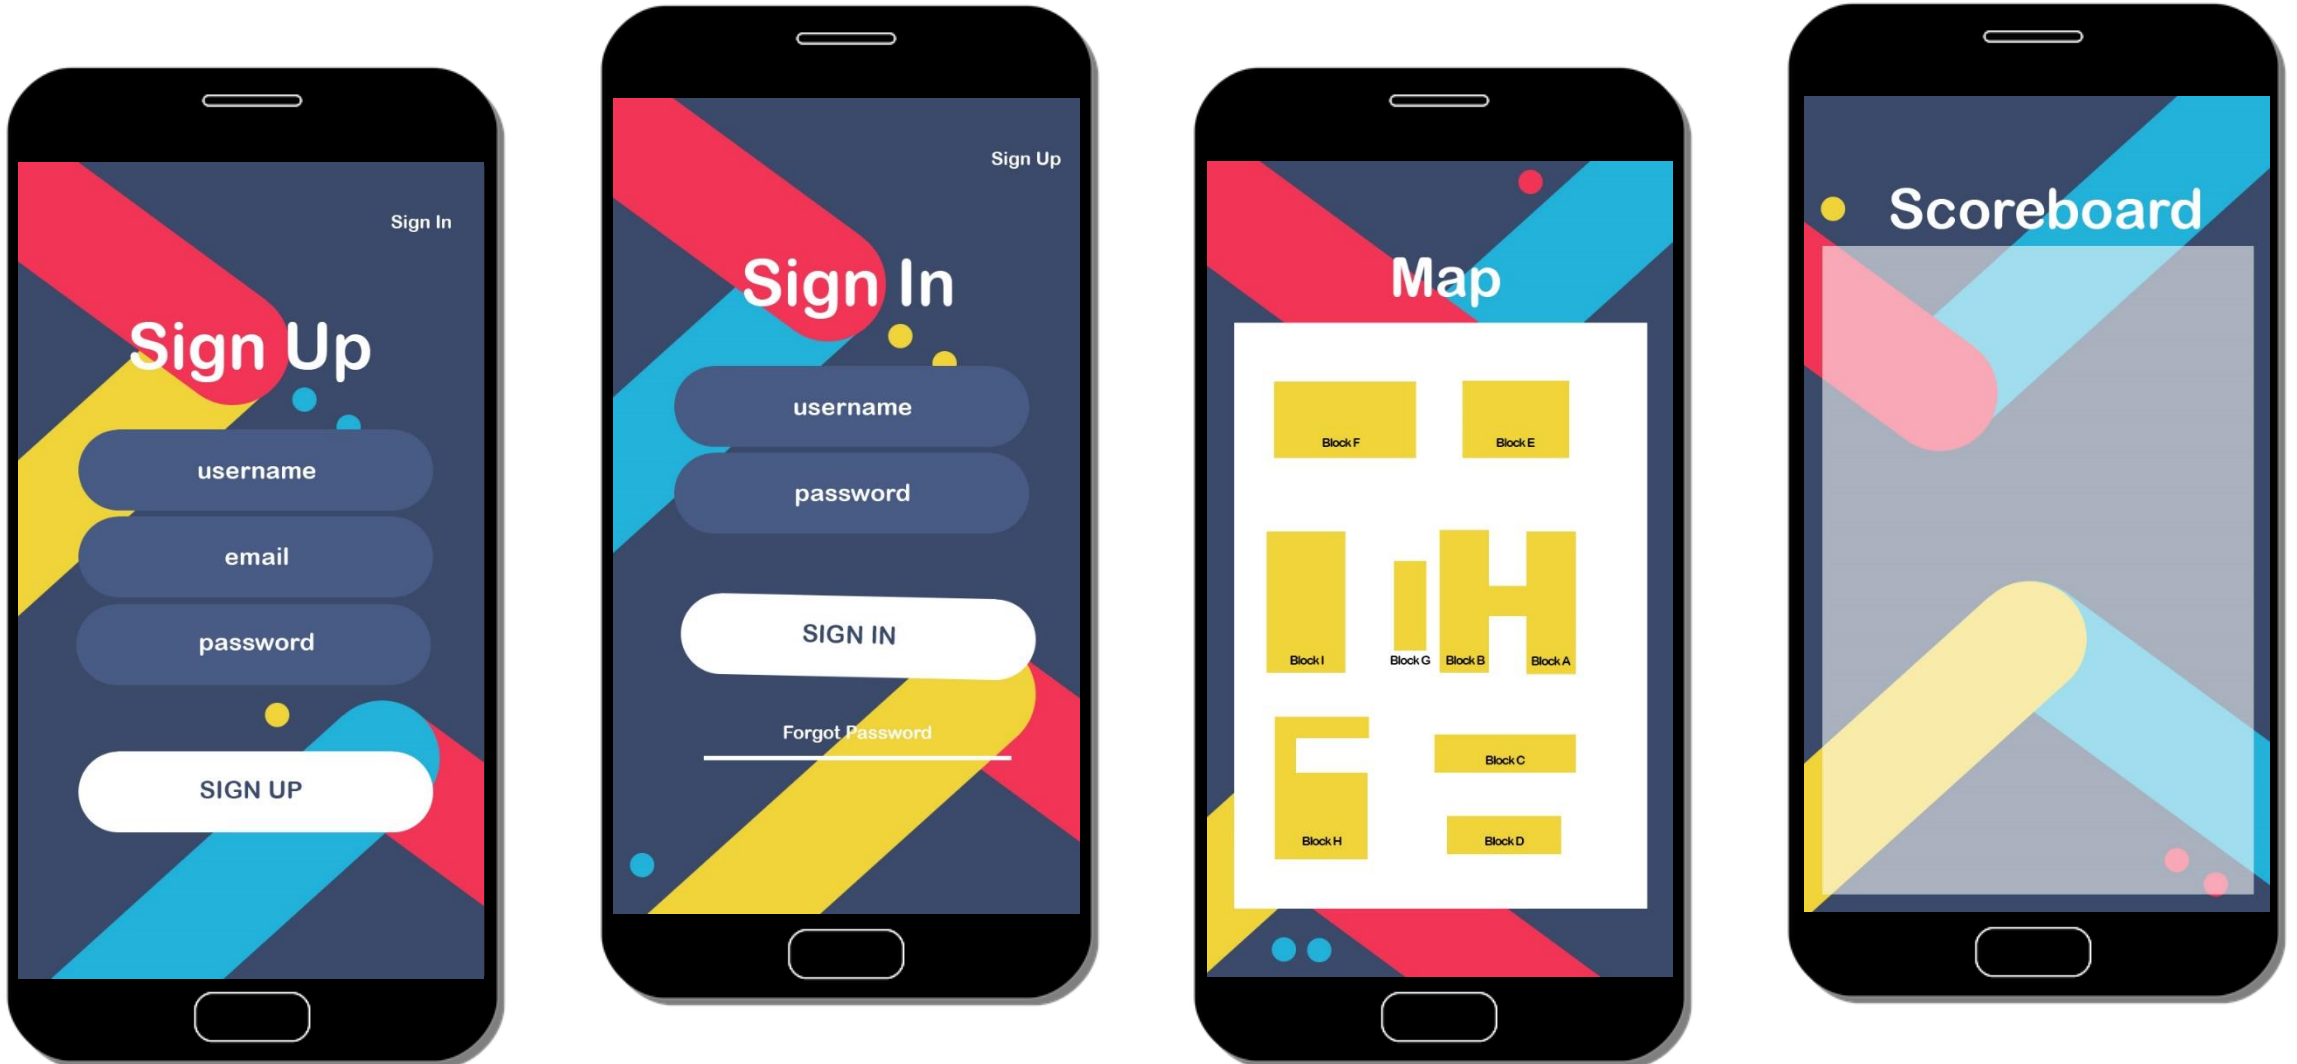 Sign In
Sign Up
username
email
password
SIGN UP
Sign Up
Sign In
username
password
SIGN IN
Forgot Password
Map
Block F
Block E
Block I
Block G
Block B
Block A
Block C
Block H
Block D
Scoreboard